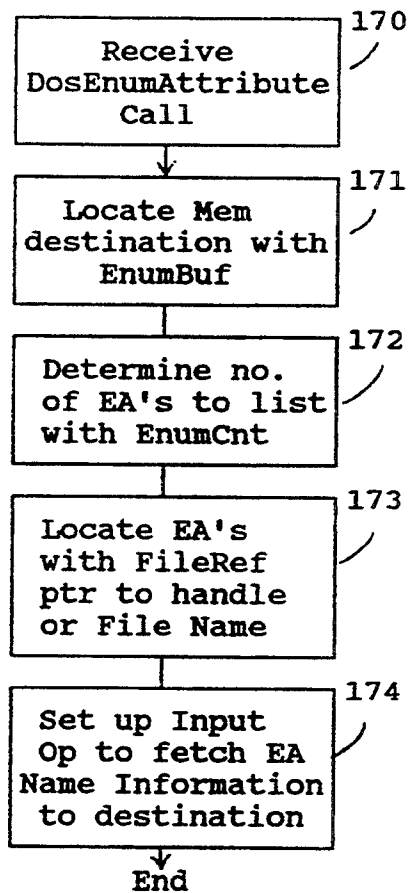 170
Receive
DosEnumAttribute
Call
171
Locate Mem
destination with
EnumBuf
172
Determine no.
of EA's to list
with EnumCnt
173
Locate EA's
with FileRef
ptr to handle
or File Name
174
Set up Input
Op to fetch EA
Name Information
to destination
End